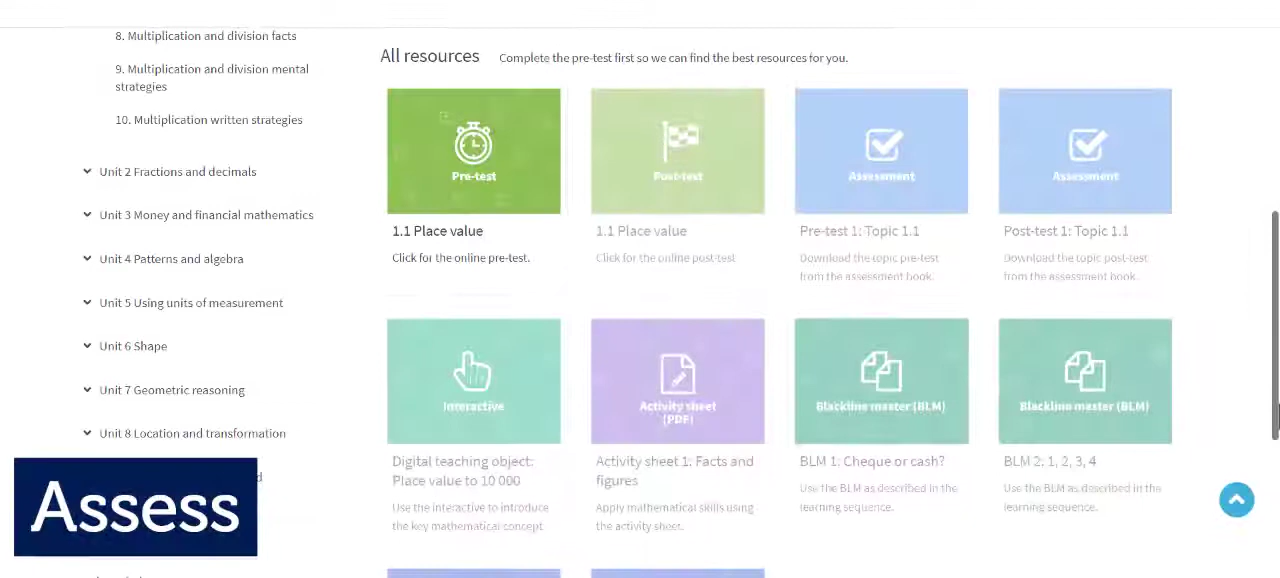 8. Multiplication and division facts
9. Multiplication and division mental
strategies
10. Multiplication written strategies
Unit 2 Fractions and decimals
Unit 3 Money and financial mathematics
Unit 4 Patterns and algebra
Unit 5 Using units of measurement
Unit 6 Shape
Unit 7 Geometric reasoning
Unit 8 Location and transformation
Assess
All resources Complete the pre-test first so we can find the best resources for you.
Pre-test
1.1 Place value
Click for the online pre-test.
Post-test
1.1 Place value
Click for the online post-test
Assessment
Pre-test 1: Topic 1.1
Download the topic pre-test
from the assessment book.
Assessment
Post-test 1: Topic 1.1
Download the topic post-test
from the assessment book.
Interactive
Digital teaching object:
Place value to 10 000
Use the interactive to introduce
the key mathematical concept.
Activity sheet
(PDF)
Activity sheet 1: Facts and
figures
Apply mathematical skills using
the activity sheet.
Blackline master (BLM)
BLM 1: Cheque or cash?
Use the BLM as described in the
learning sequence.
Blackline master (BLM)
BLM 2: 1, 2, 3, 4
Use the BLM as described in the
learning sequence.